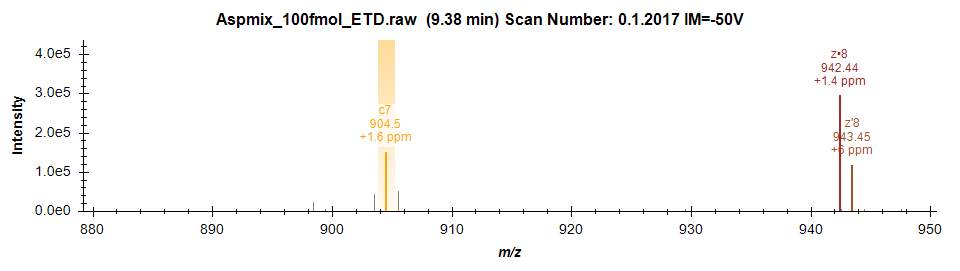 Aspmix_100fmol_ETD.raw (9.38 min) Scan Number: 0.1.2017 IM=-50V
4.0e5
3.0e5
2.0e5
1.0e5
0.0e0
Intensity
z•8
942.44
+1.4 ppm
c7
904.5
+1.6 ppm
z′8
943.45
+6 ppm
880
890
900
910
920
930
940
950
m/z